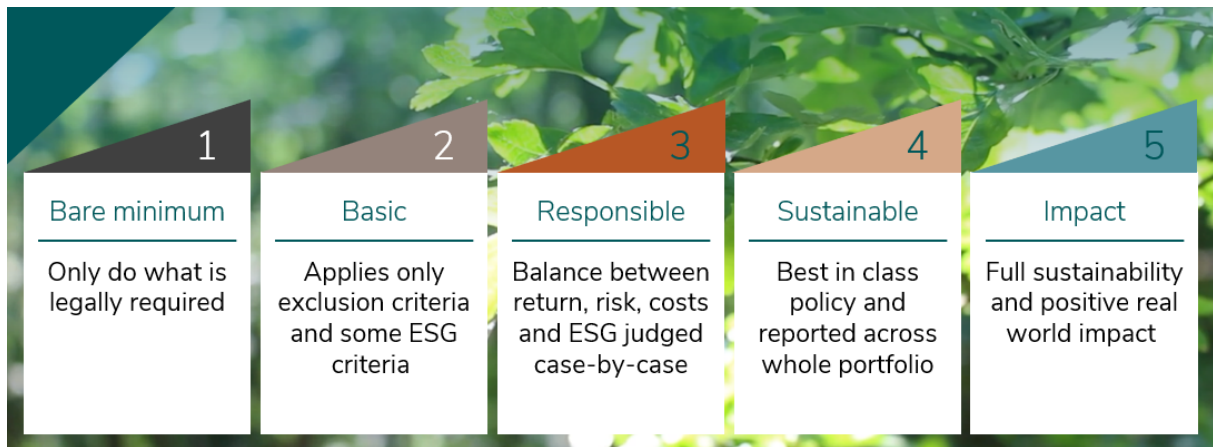 1
Bare minimum
Only do what is
legally required
2
Basic
Applies only
exclusion criteria
and some ESG
criteria
3
Responsible
Balance between
return, risk, costs
and ESG judged
case-by-case
4
Sustainable
Best in class
policy and
reported across
whole portfolio
5
Impact
Full sustainability
and positive real
world impact